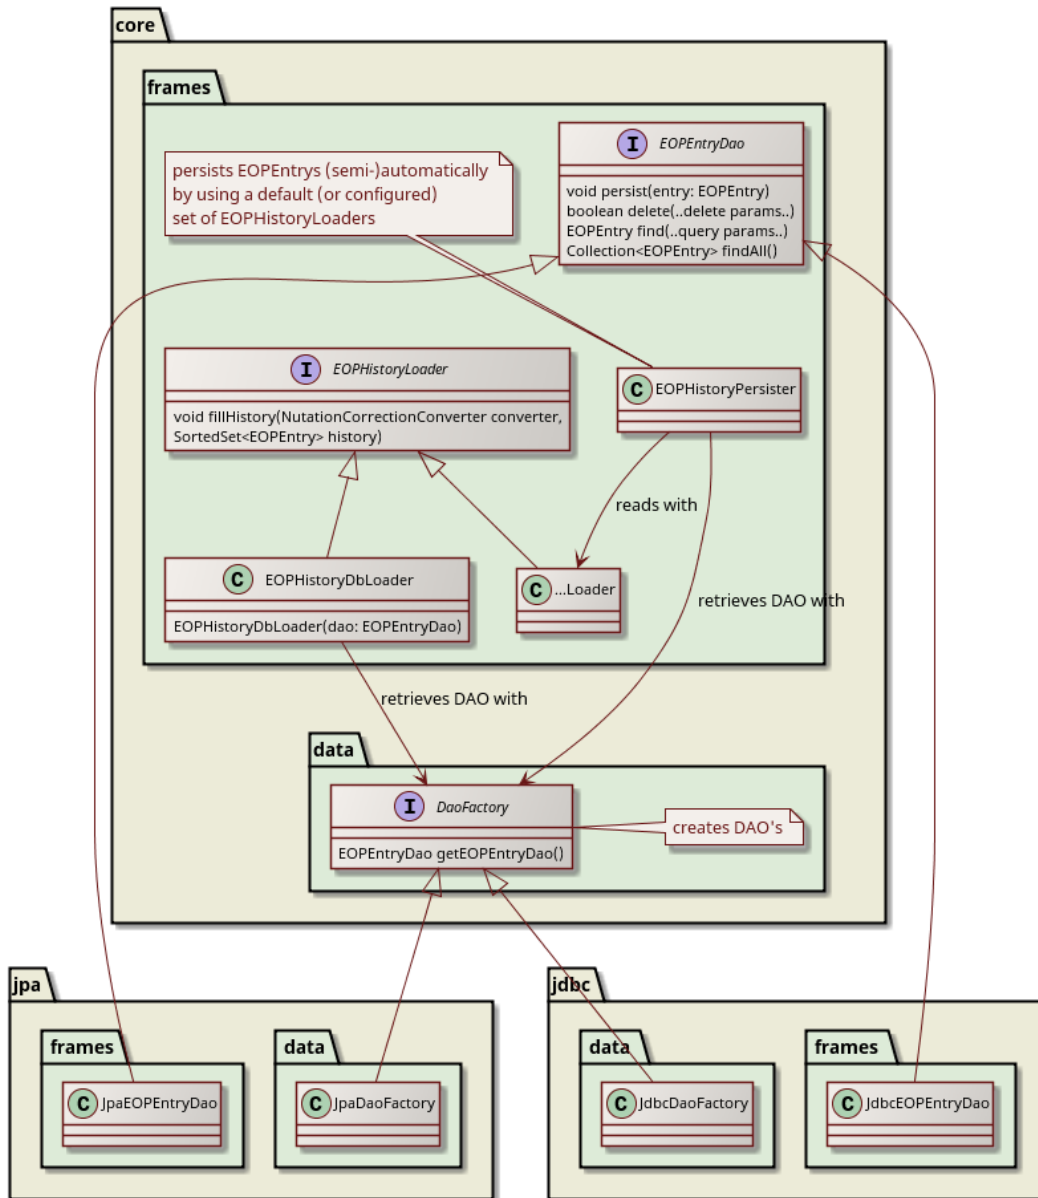 core
frames
persists EOPEntrys (semi-)automatically
by using a default (or configured)
set of EOPHistoryLoaders
I EOPEntryDao
void persist(entry: EOPEntry)
boolean delete(..delete params..)
EOPEntry find(..query params..)
Collection<EOPEntry> findAll()
I EOPHistoryLoader
void fillHistory(NutationCorrectionConverter converter,
SortedSet<EOPEntry> history)
C EOPHistoryPersister
reads with
C EOPHistoryDbLoader
EOPHistoryDbLoader(dao: EOPEntryDao)
C ...Loader
retrieves DAO with
retrieves DAO with
data
I DaoFactory
EOPEntryDao getEOPEntryDao()
creates DAO's
jpa
frames
C JpaEOPEntryDao
data
C JpaDaoFactory
jdbc
data
C JdbcDaoFactory
frames
C JdbcEOPEntryDao